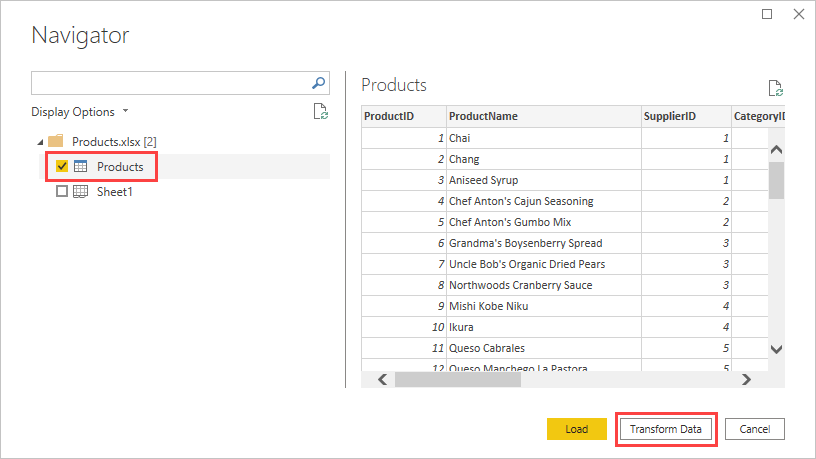 Navigator
Display Options
Products.xlsx [2]
Products
Sheet1
Products
ProductID ProductName SupplierID CategoryID
1 Chai 1
2 Chang 1
3 Aniseed Syrup 1
4 Chef Anton's Cajun Seasoning 2
5 Chef Anton's Gumbo Mix 2
6 Grandma's Boysenberry Spread 3
7 Uncle Bob's Organic Dried Pears 3
8 Northwoods Cranberry Sauce 3
9 Mishi Kobe Niku 4
10 Ikura 4
11 Queso Cabrales 5
12 Queso Manchego La Pastora 5
Load Transform Data Cancel